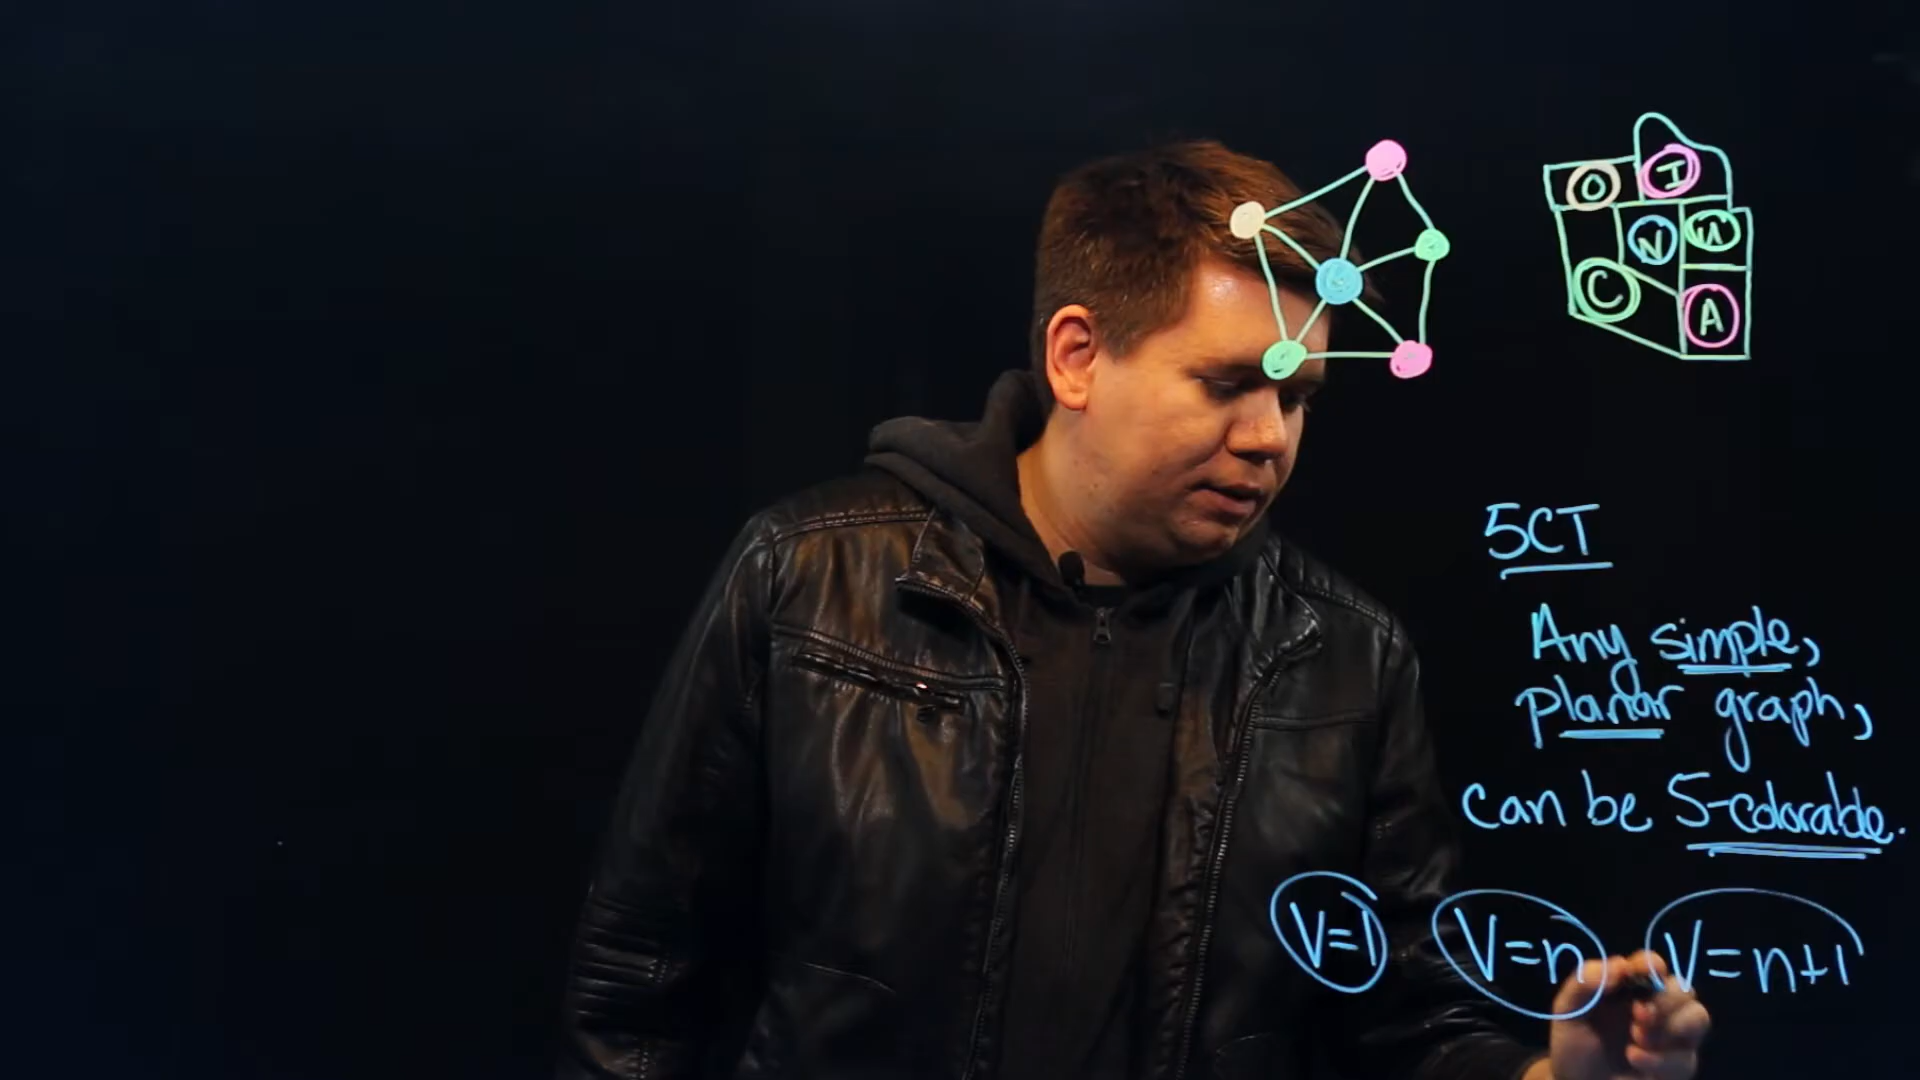 O I
N U
C A
5CT
Any simple,
planar graph,
can be 5-colorable.
V=1 V=n V=n+1